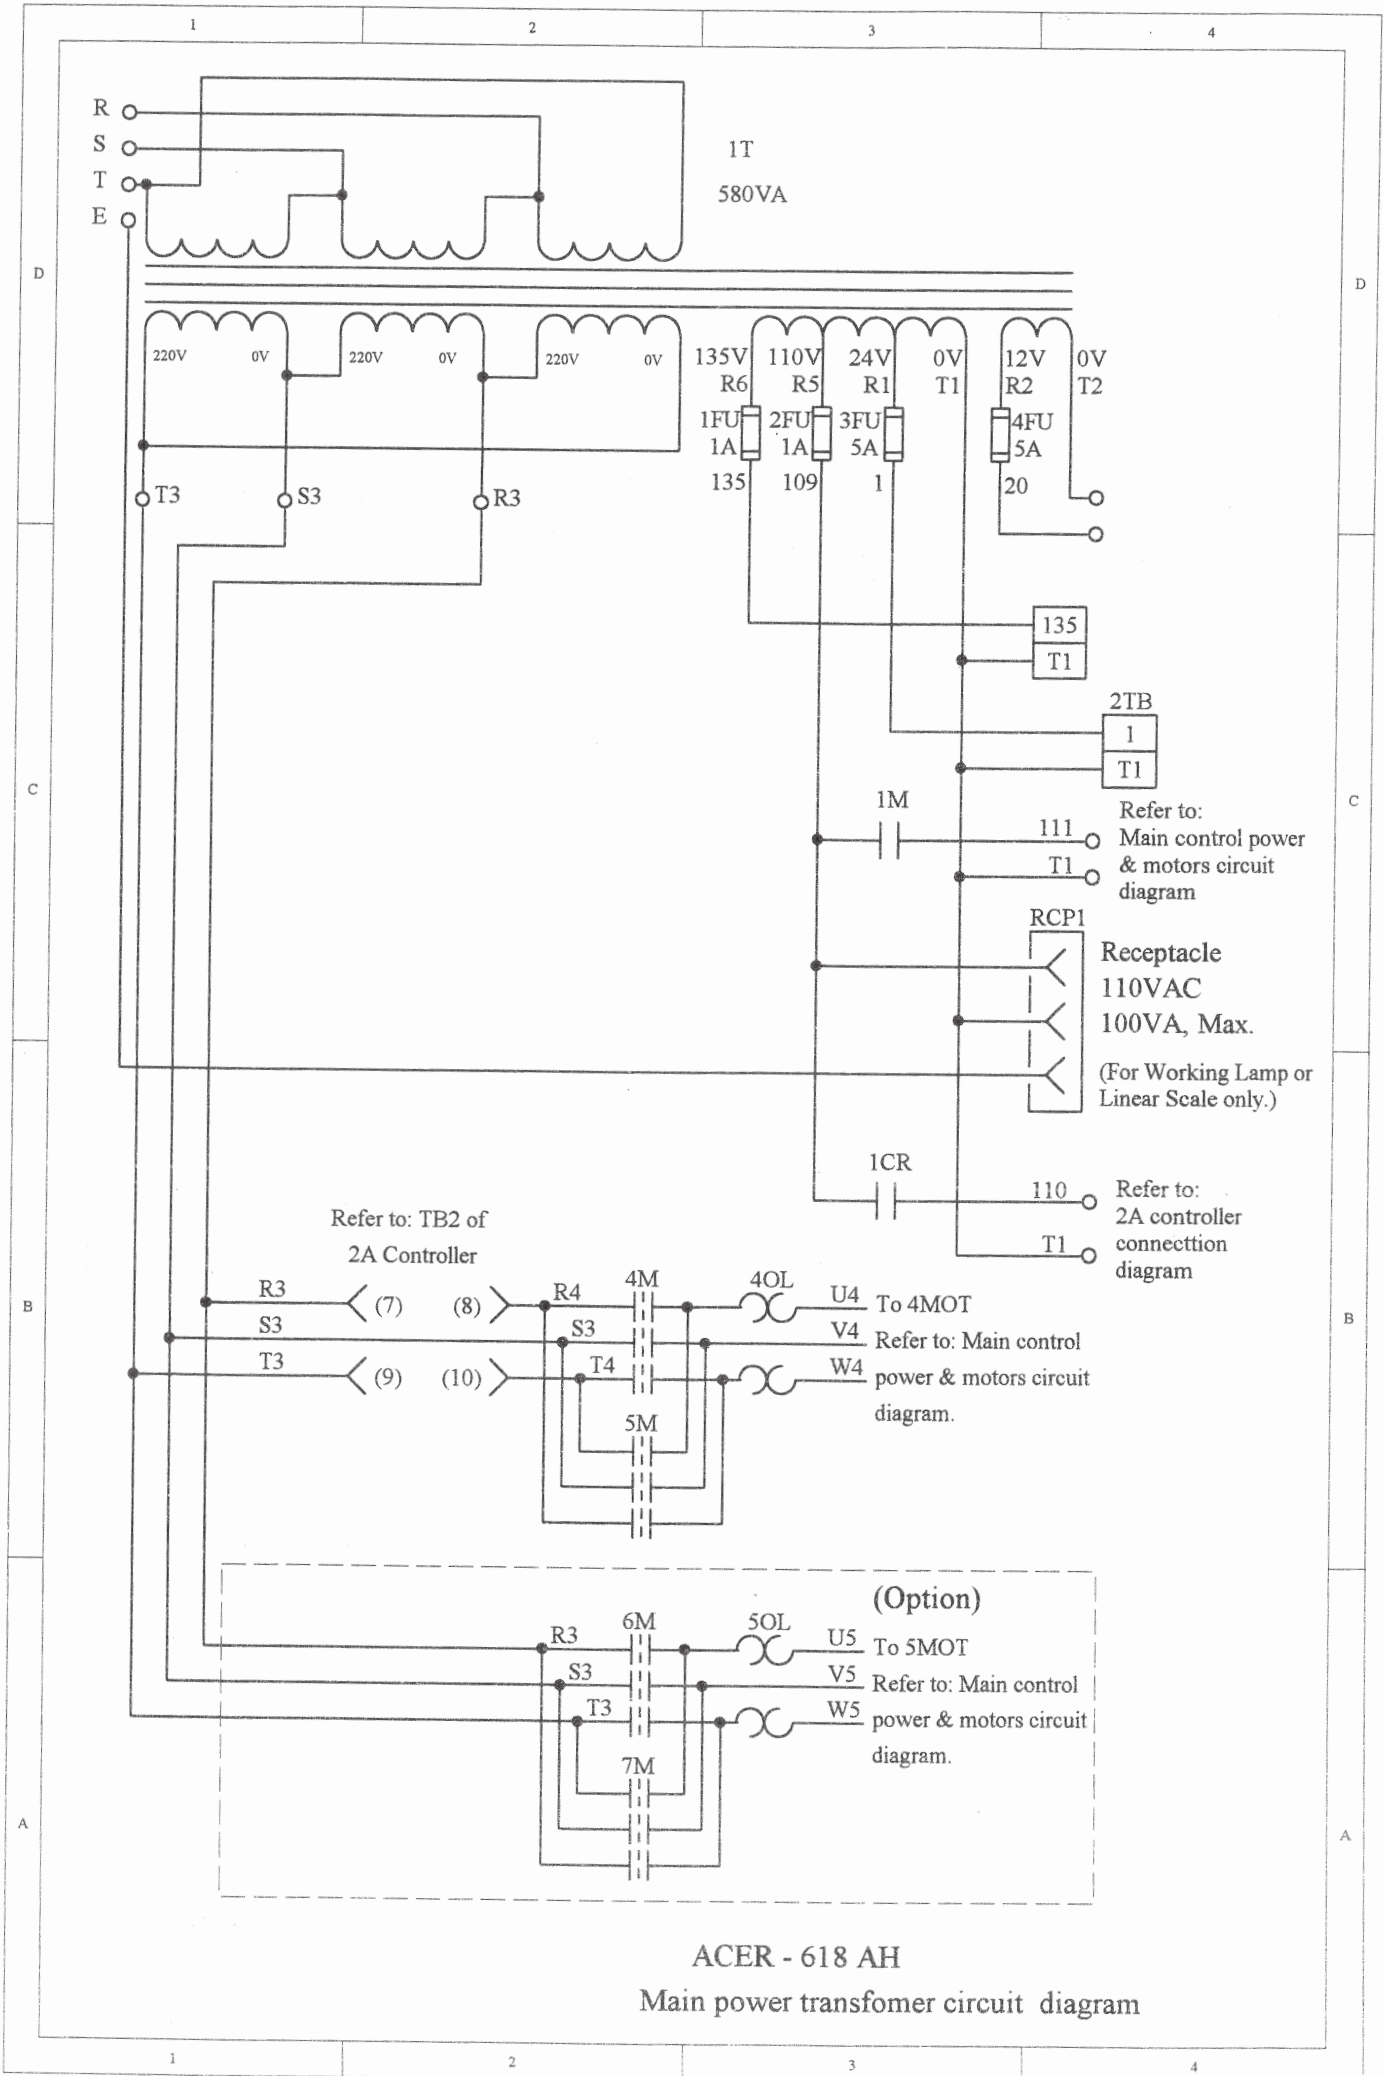 1 2 3 4
R
S
T
E
1T
580VA
D
D
220V 0V 220V 0V 220V 0V
135V 110V 24V 0V 12V 0V
R6 R5 R1 T1 R2 T2
1FU 2FU 3FU 4FU
1A 1A 5A 5A
135 109 1 20
T3 S3 R3
135
T1
2TB
1
T1
C
C
1M
111
T1
Refer to:
Main control power
& motors circuit
diagram
RCP1
Receptacle
110VAC
100VA, Max.
(For Working Lamp or
Linear Scale only.)
1CR
110
T1
Refer to:
2A controller
connecttion
diagram
Refer to: TB2 of
2A Controller
B
B
R3 (7) (8) R4 4M 4OL U4 To 4MOT
S3 S3 V4 Refer to: Main control
T3 (9) (10) T4 W4 power & motors circuit
diagram.
5M
(Option)
R3 6M 5OL U5 To 5MOT
S3 V5 Refer to: Main control
T3 W5 power & motors circuit
diagram.
7M
A
A
ACER - 618 AH
Main power transfomer circuit diagram
1 2 3 4